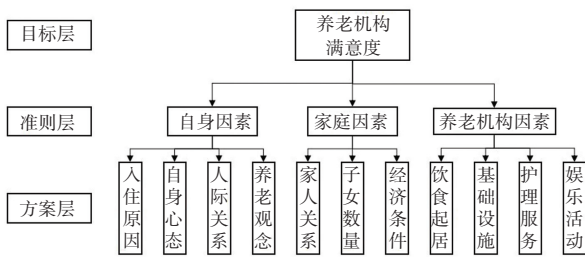 目标层
养老机构
满意度
准则层
自身因素
家庭因素
养老机构因素
方案层
入住原因
自身心态
人际关系
养老观念
家人关系
子女数量
经济条件
饮食起居
基础设施
护理服务
娱乐活动